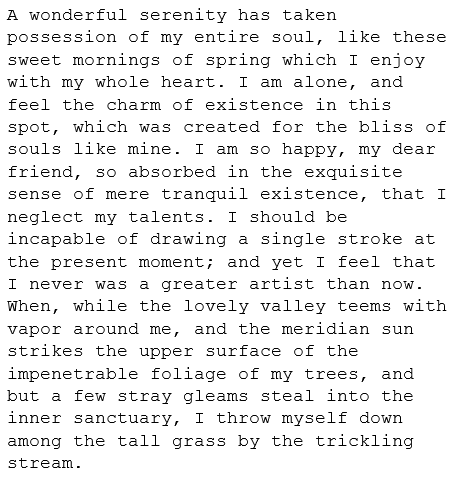 A wonderful serenity has taken
possession of my entire soul, like these
sweet mornings of spring which I enjoy
with my whole heart. I am alone, and
feel the charm of existence in this
spot, which was created for the bliss of
souls like mine. I am so happy, my dear
friend, so absorbed in the exquisite
sense of mere tranquil existence, that I
neglect my talents. I should be
incapable of drawing a single stroke at
the present moment; and yet I feel that
I never was a greater artist than now.
When, while the lovely valley teems with
vapor around me, and the meridian sun
strikes the upper surface of the
impenetrable foliage of my trees, and
but a few stray gleams steal into the
inner sanctuary, I throw myself down
among the tall grass by the trickling
stream.